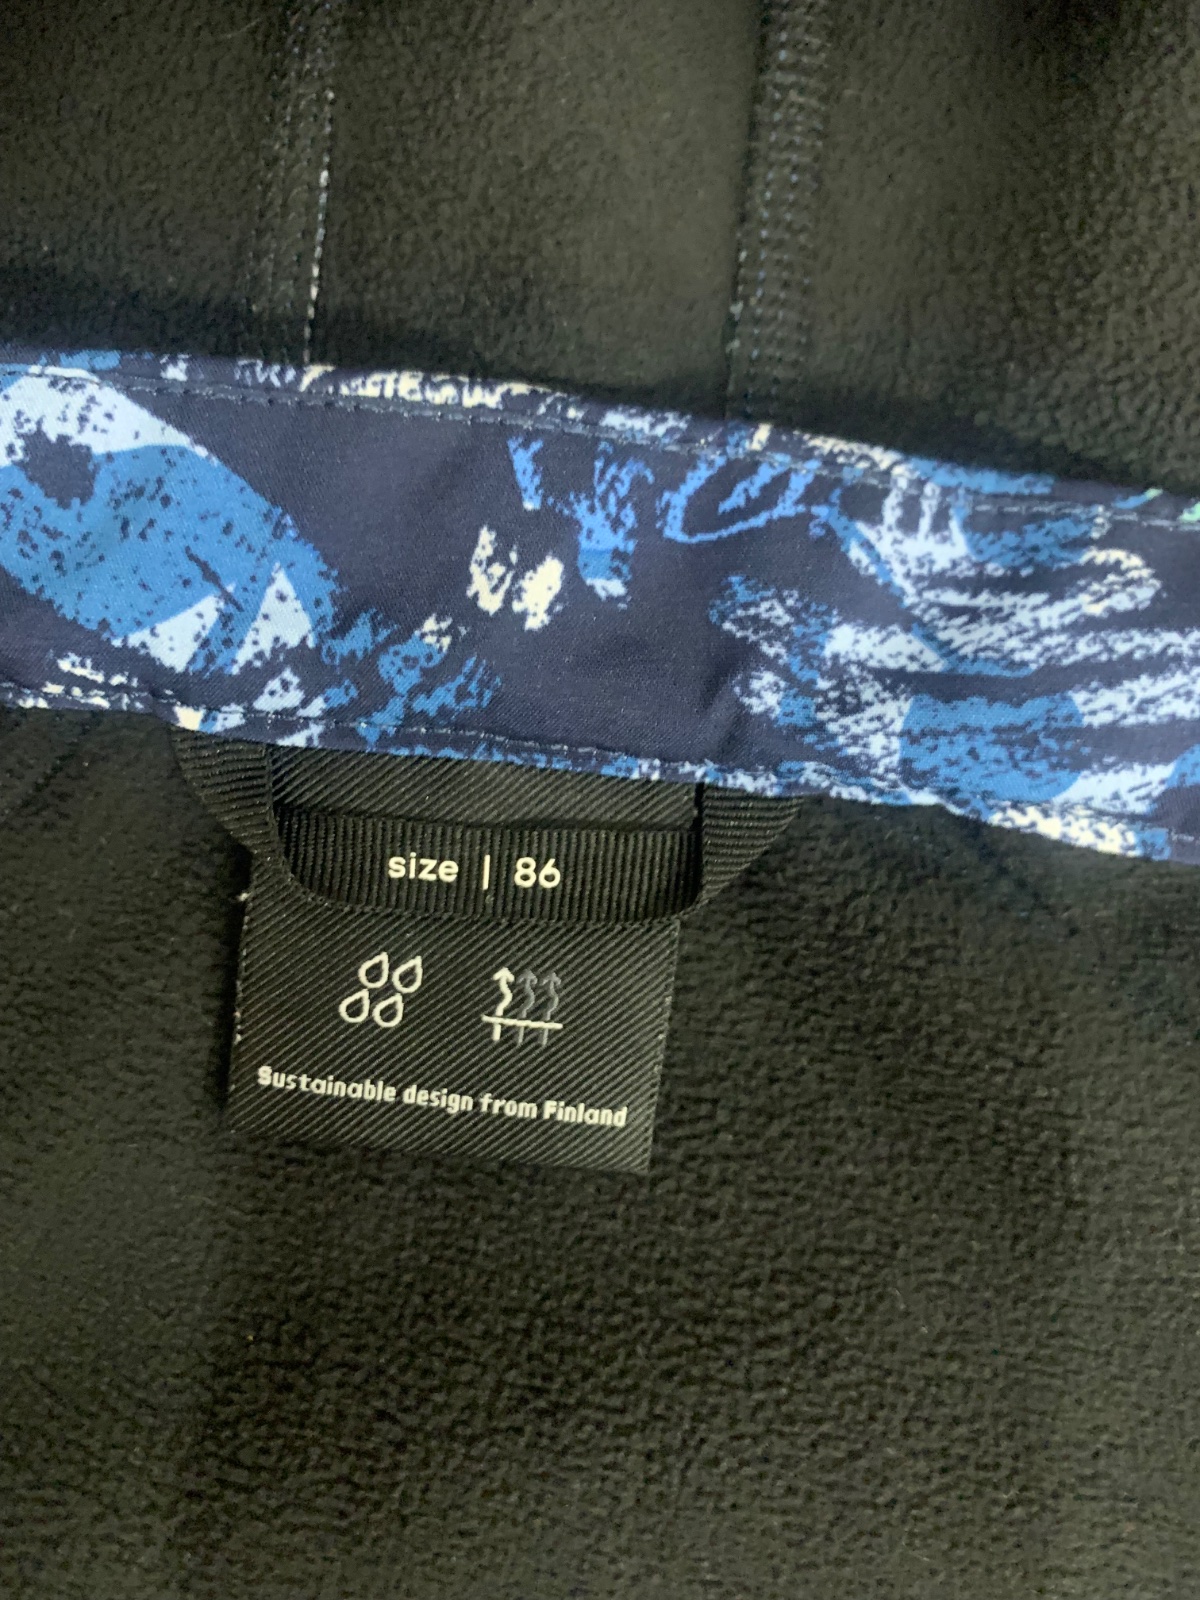 size | 86
Sustainable design from Finland